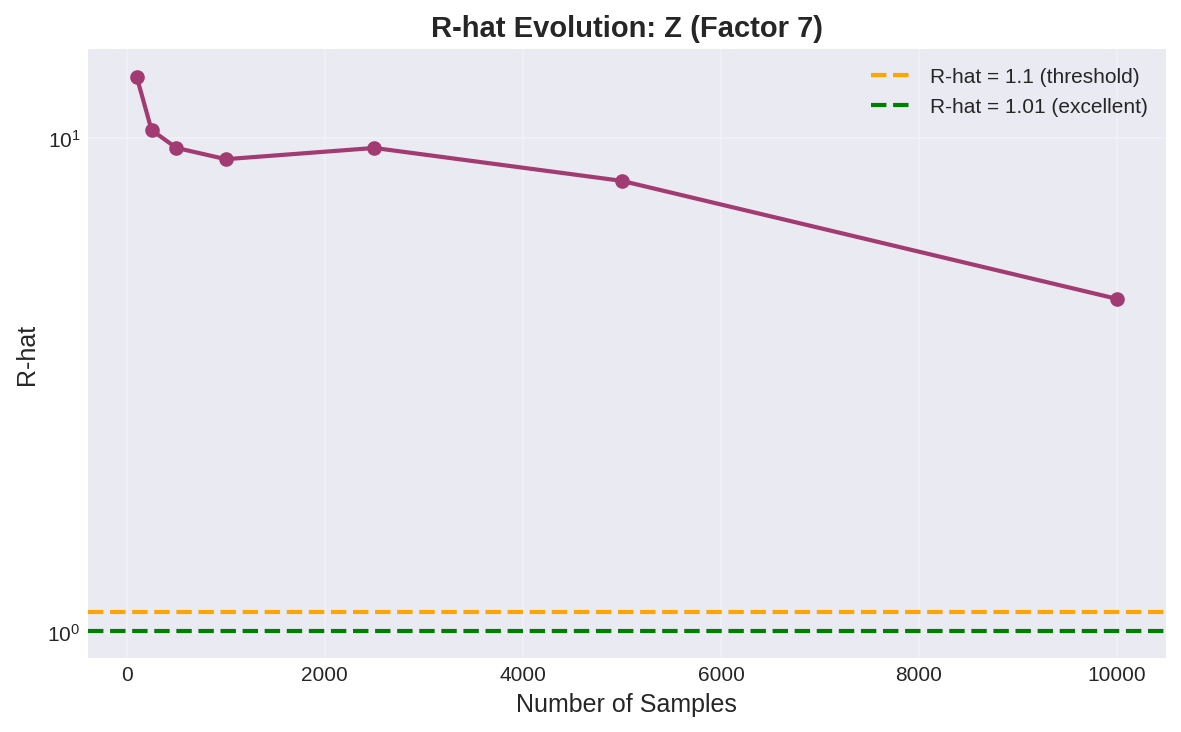 R-hat Evolution: Z (Factor 7)
R-hat = 1.1 (threshold)
R-hat = 1.01 (excellent)
10¹
10⁰
R-hat
0 2000 4000 6000 8000 10000
Number of Samples